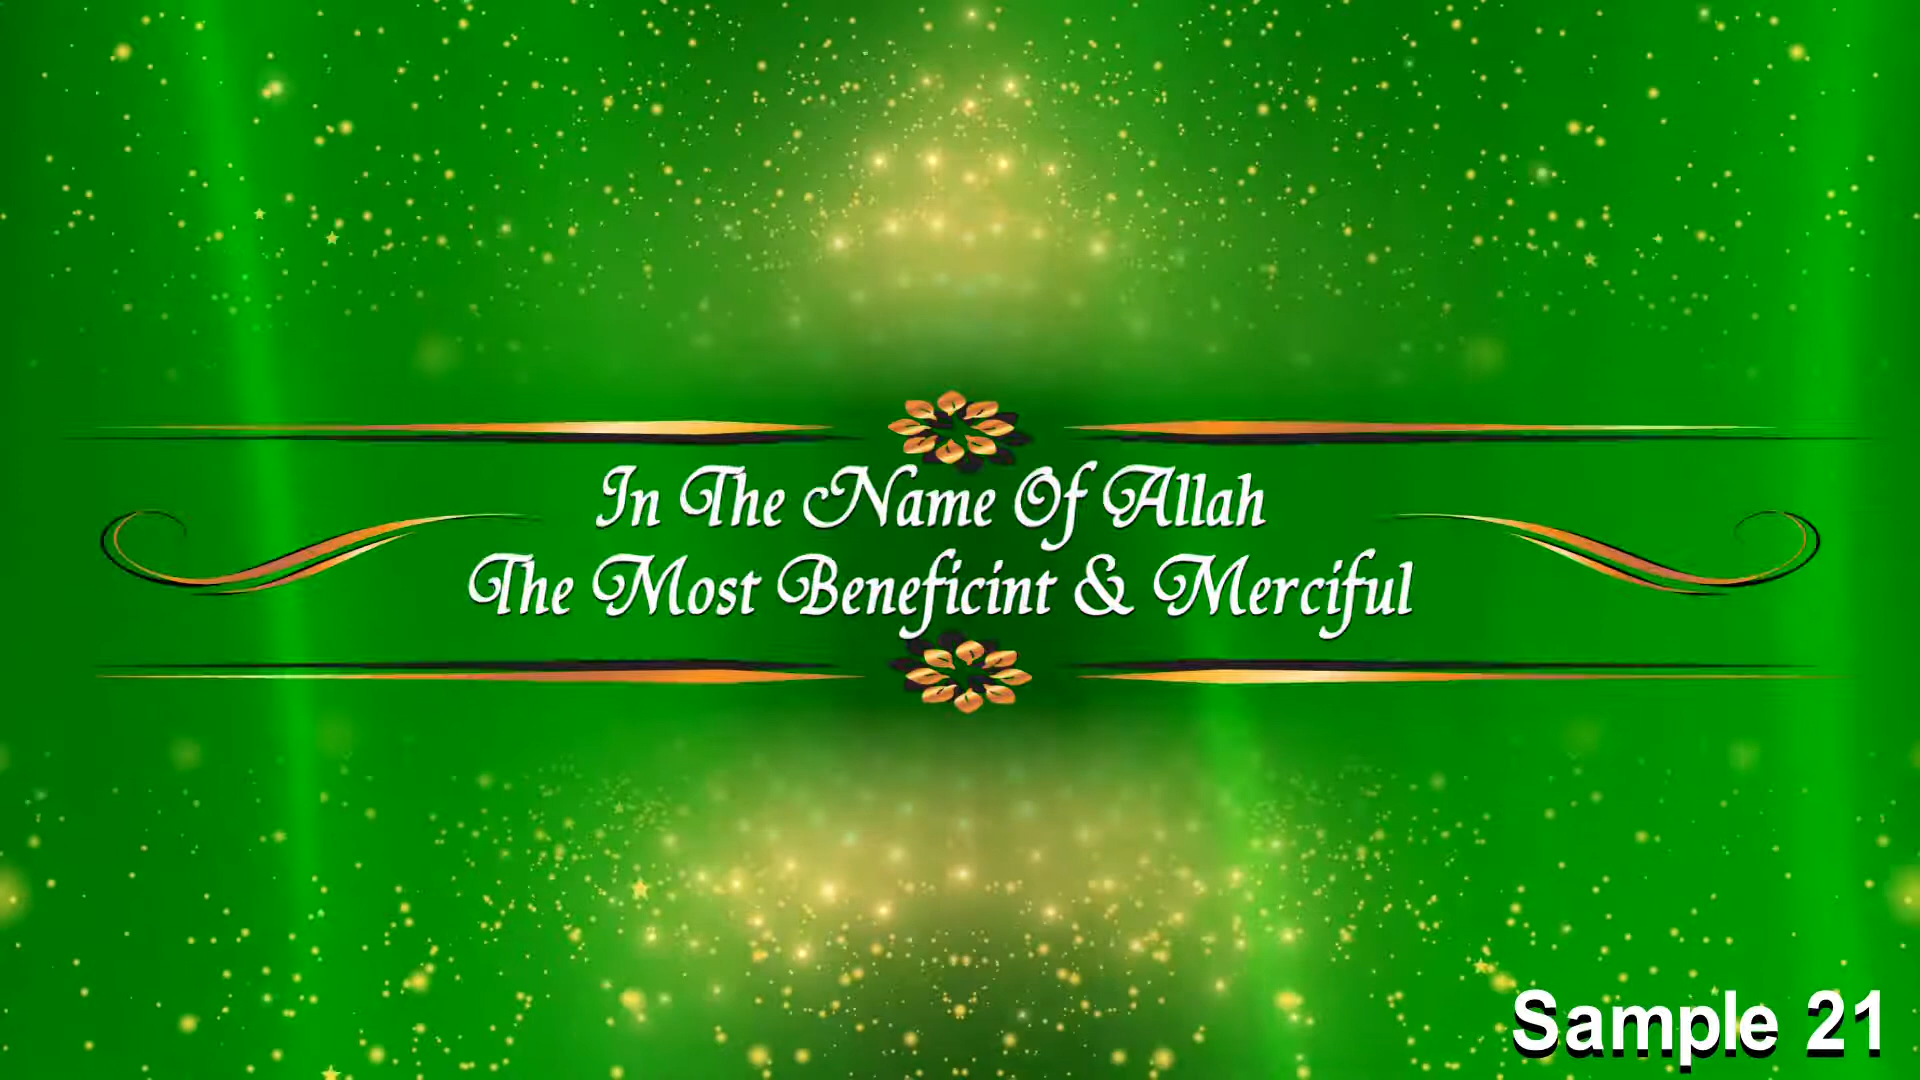 In The Name Of Allah
The Most Beneficint & Merciful
Sample 21